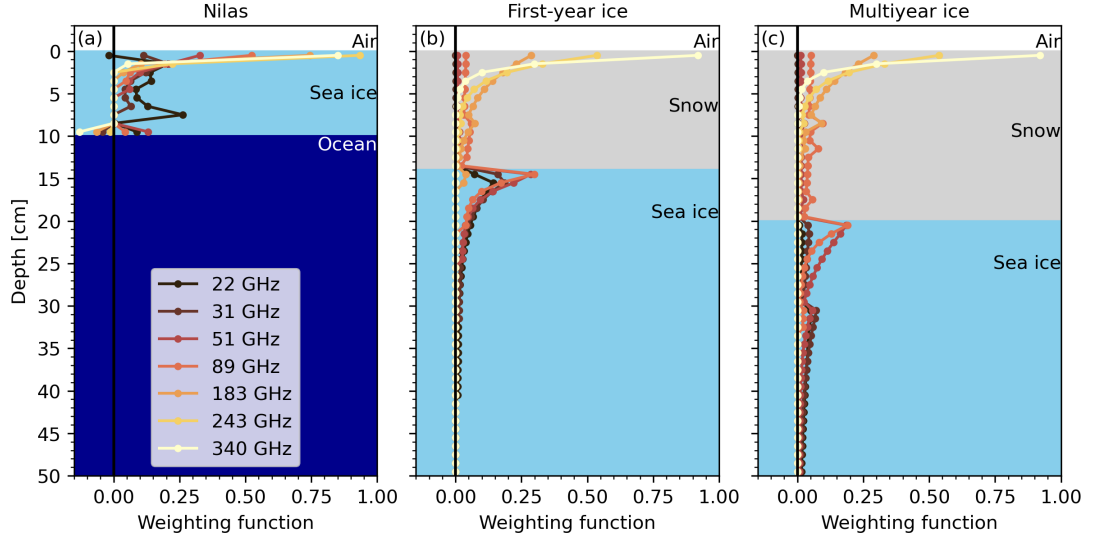 Nilas
First-year ice
Multiyear ice
(a)
Air
Sea ice
Ocean
(b)
Air
Snow
Sea ice
(c)
Air
Snow
Sea ice
Depth [cm]
0
5
10
15
20
25
30
35
40
45
50
22 GHz
31 GHz
51 GHz
89 GHz
183 GHz
243 GHz
340 GHz
0.00 0.25 0.50 0.75 1.00
0.00 0.25 0.50 0.75 1.00
0.00 0.25 0.50 0.75 1.00
Weighting function
Weighting function
Weighting function